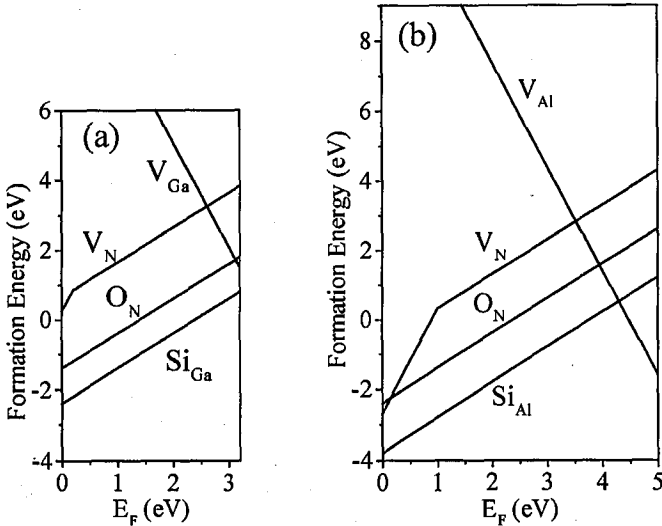 (a)
6
4
2
0
-2
-4
Formation Energy (eV)
V_Ga
V_N
O_N
Si_Ga
0
1
2
3
E_F (eV)
(b)
8
6
4
2
0
-2
-4
Formation Energy (eV)
V_Al
V_N
O_N
Si_Al
0
1
2
3
4
5
E_F (eV)